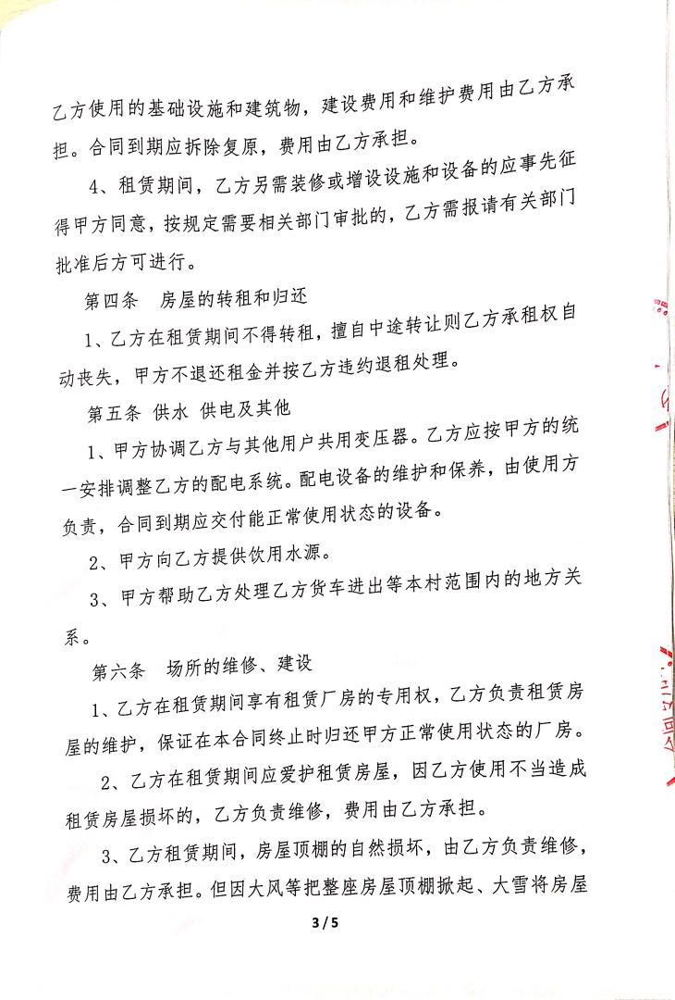 乙方使用的基础设施和建筑物，建设费用和维护费用由乙方承
担。合同到期应拆除复原，费用由乙方承担。
4、租赁期间，乙方另需装修或增设设施和设备的应事先征
得甲方同意，按规定需要相关部门审批的，乙方需报请有关部门
批准后方可进行。
第四条　房屋的转租和归还
1、乙方在租赁期间不得转租，擅自中途转让则乙方承租权自
动丧失，甲方不退还租金并按乙方违约退租处理。
第五条 供水 供电及其他
1、甲方协调乙方与其他用户共用变压器。乙方应按甲方的统
一安排调整乙方的配电系统。配电设备的维护和保养，由使用方
负责，合同到期应交付能正常使用状态的设备。
2、甲方向乙方提供饮用水源。
3、甲方帮助乙方处理乙方货车进出等本村范围内的地方关
系。
第六条　场所的维修、建设
1、乙方在租赁期间享有租赁厂房的专用权，乙方负责租赁房
屋的维护，保证在本合同终止时归还甲方正常使用状态的厂房。
2、乙方在租赁期间应爱护租赁房屋，因乙方使用不当造成
租赁房屋损坏的，乙方负责维修，费用由乙方承担。
3、乙方租赁期间，房屋顶棚的自然损坏，由乙方负责维修，
费用由乙方承担。但因大风等把整座房屋顶棚掀起、大雪将房屋
3/5